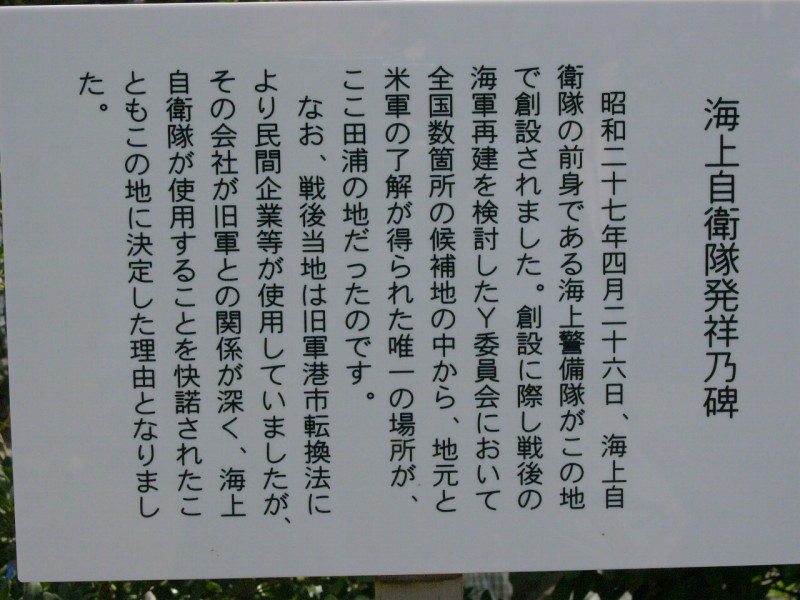 海上自衛隊発祥乃碑
昭和二十七年四月二十六日、海上自
衛隊の前身である海上警備隊がこの地
で創設されました。創設に際し戦後の
海軍再建を検討したY委員会において
全国数箇所の候補地の中から、地元と
米軍の了解が得られた唯一の場所が、
ここ田浦の地だったのです。
なお、戦後当地は旧軍港市転換法に
より民間企業等が使用していましたが、
その会社が旧軍との関係が深く、海上
自衛隊が使用することを快諾されたこ
ともこの地に決定した理由となりまし
た。